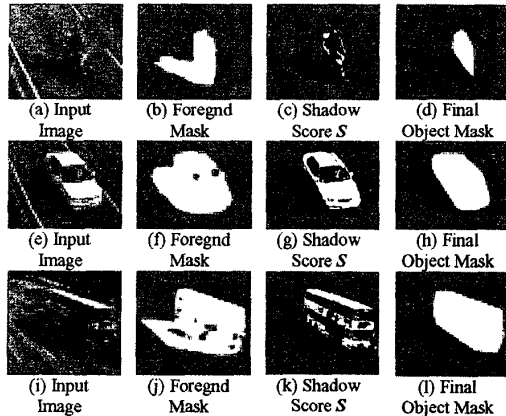 (a) Input Image
(b) Foregnd Mask
(c) Shadow Score S
(d) Final Object Mask
(e) Input Image
(f) Foregnd Mask
(g) Shadow Score S
(h) Final Object Mask
(i) Input Image
(j) Foregnd Mask
(k) Shadow Score S
(l) Final Object Mask